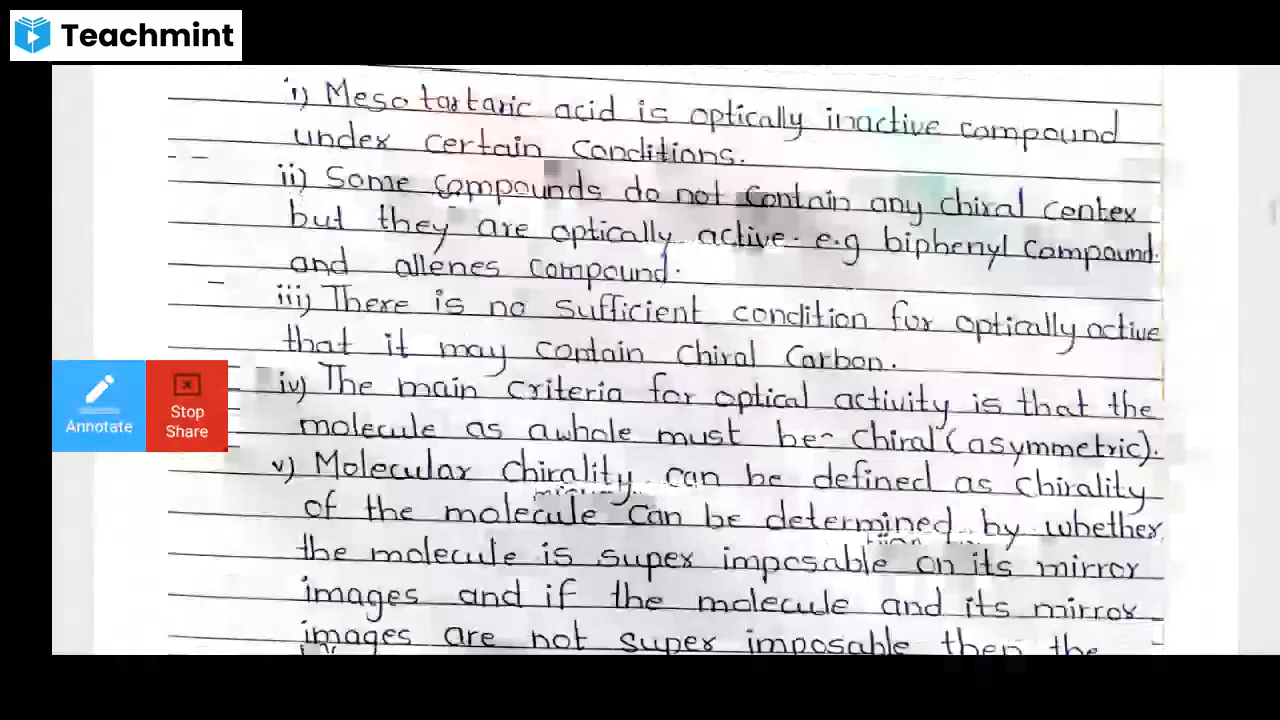 Teachmint
i) Meso tartaric acid is optically inactive compound
under certain conditions.
ii) Some compounds do not contain any chiral center
but they are optically active. e.g biphenyl compound.
and allenes compound.
iii) There is no sufficient condition for optically active
that it may contain chiral carbon.
iv) The main criteria for optical activity is that the
molecule as a whole must be chiral (asymmetric).
v) Molecular chirality can be defined as chirality
of the molecule can be determined by whether
the molecule is super imposable on its mirror
images and if the molecule and its mirror
images are not super imposable then the
Annotate
Stop
Share